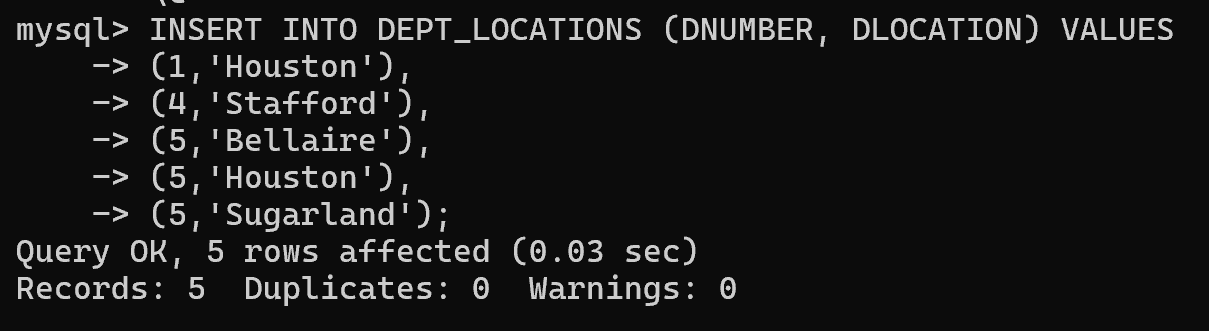 mysql> INSERT INTO DEPT_LOCATIONS (DNUMBER, DLOCATION) VALUES
    -> (1,'Houston'),
    -> (4,'Stafford'),
    -> (5,'Bellaire'),
    -> (5,'Houston'),
    -> (5,'Sugarland');
Query OK, 5 rows affected (0.03 sec)
Records: 5  Duplicates: 0  Warnings: 0